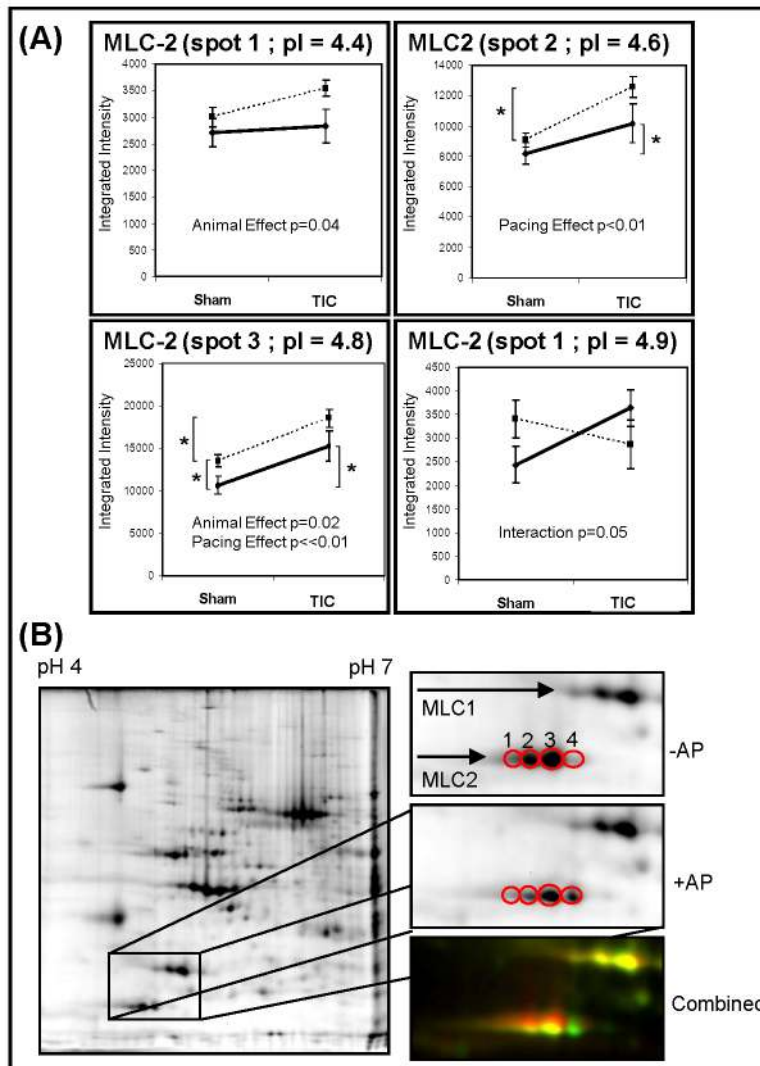 (A)
MLC-2 (spot 1 ; pI = 4.4)
Integrated Intensity
4000
3500
3000
2500
2000
1500
1000
500
0
Animal Effect p=0.04
Sham TIC
MLC2 (spot 2 ; pI = 4.6)
Integrated Intensity
14000
12000
10000
8000
6000
4000
2000
0
*
*
Pacing Effect p<0.01
Sham TIC
MLC-2 (spot 3 ; pI = 4.8)
Integrated Intensity
25000
20000
15000
10000
5000
0
*
*
*
Animal Effect p=0.02
Pacing Effect p<<0.01
Sham TIC
MLC-2 (spot 1 ; pI = 4.9)
Integrated Intensity
4500
4000
3500
3000
2500
2000
1500
1000
500
0
Interaction p=0.05
Sham TIC
(B)
pH 4 pH 7
MLC1
1 2 3 4
MLC2
-AP
+AP
Combined